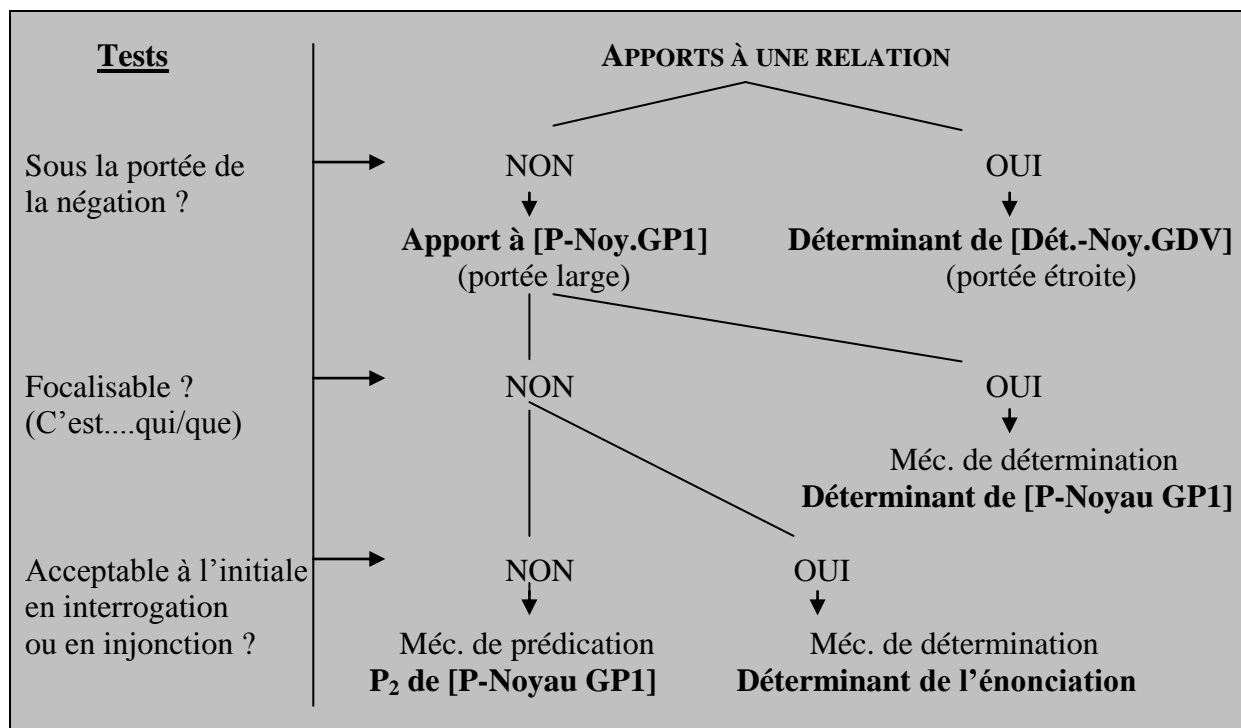 Tests
APPORTS À UNE RELATION
Sous la portée de
la négation ?
NON
OUI
Apport à [P-Noy.GP1]
(portée large)
Déterminant de [Dét.-Noy.GDV]
(portée étroite)
Focalisable ?
(C’est....qui/que)
NON
OUI
Méc. de détermination
Déterminant de [P-Noyau GP1]
Acceptable à l’initiale
en interrogation
ou en injonction ?
NON
OUI
Méc. de prédication
P₂ de [P-Noyau GP1]
Méc. de détermination
Déterminant de l’énonciation